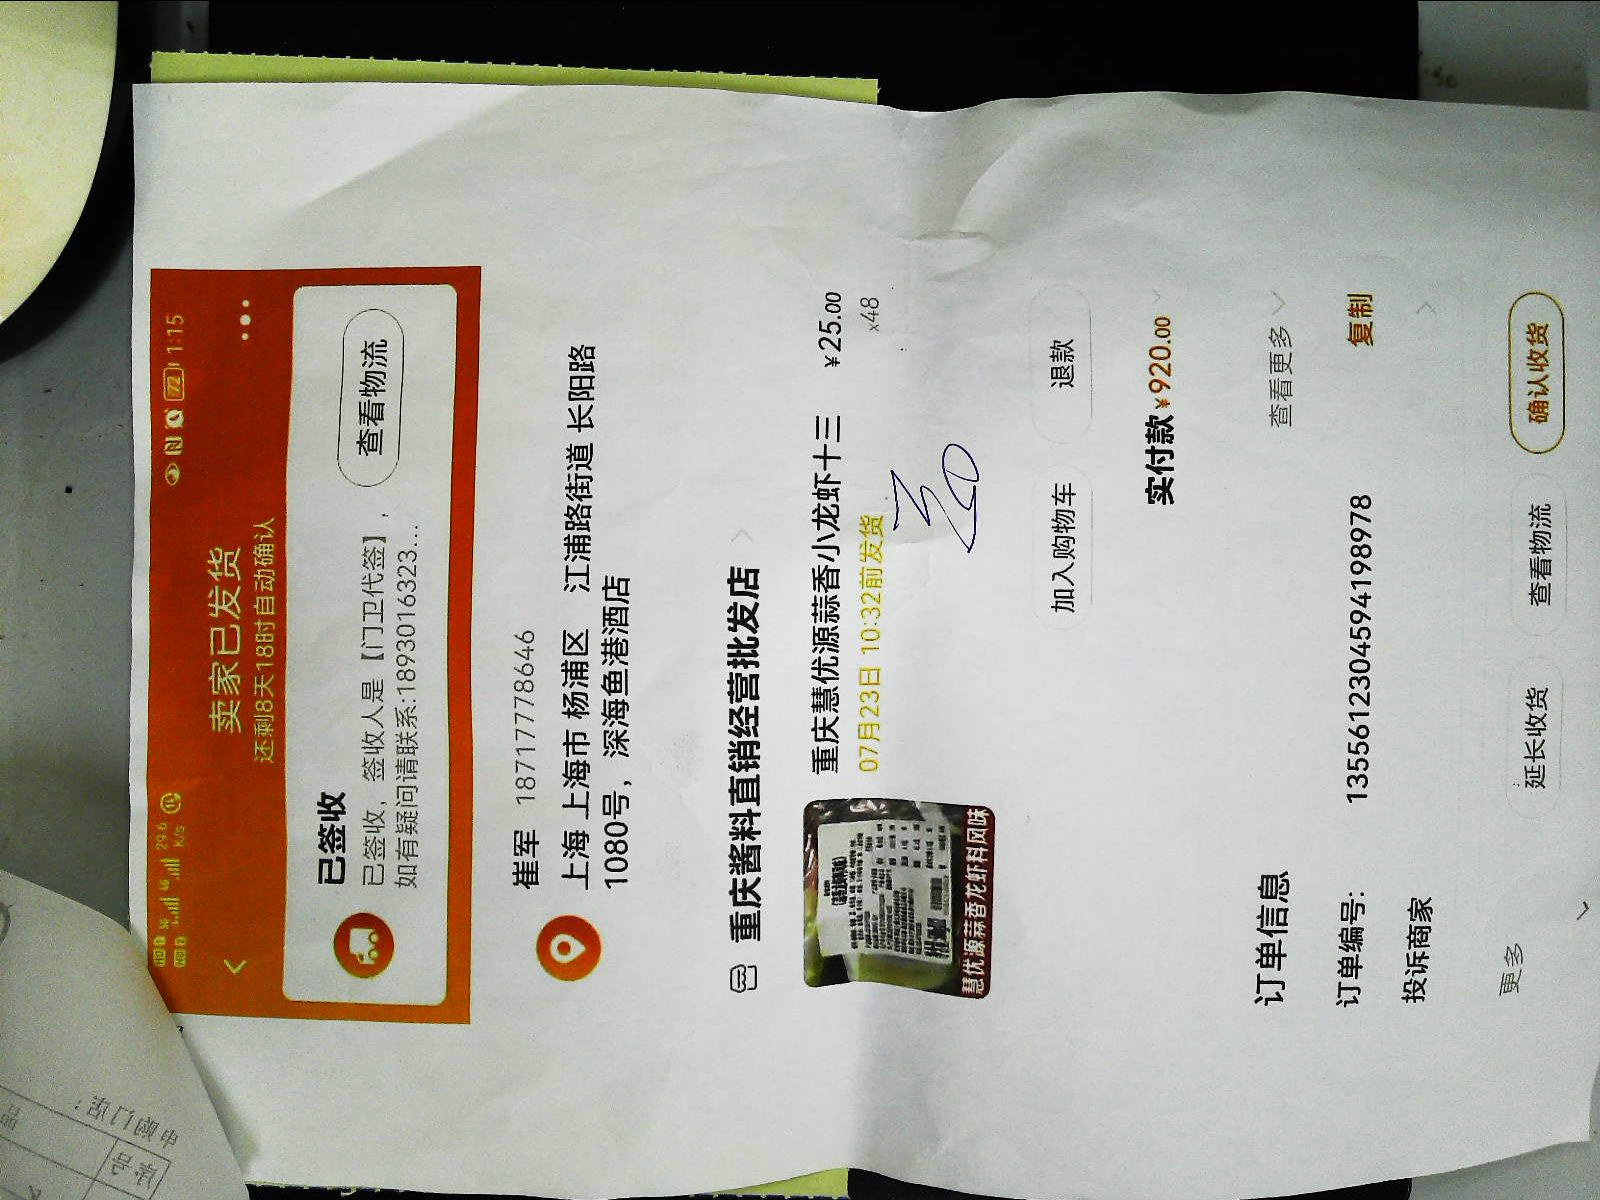 1:15
卖家已发货
还剩8天18时自动确认
已签收
查看物流
已签收，签收人是【门卫代签】，
如有疑问请联系:1893016323...
崔军 18717778646
上海 上海市 杨浦区 江浦路街道 长阳路
1080号，深海鱼港酒店
重庆酱料直销经营批发店
重庆慧优源蒜香小龙虾十三 ¥25.00
07月23日 10:32前发货 x48
慧优源蒜香龙虾料风味
加入购物车 退款
实付款 ¥920.00
订单信息 查看更多
订单编号: 1355612304594198978 复制
投诉商家
更多 延长收货 查看物流 确认收货
申购门店：